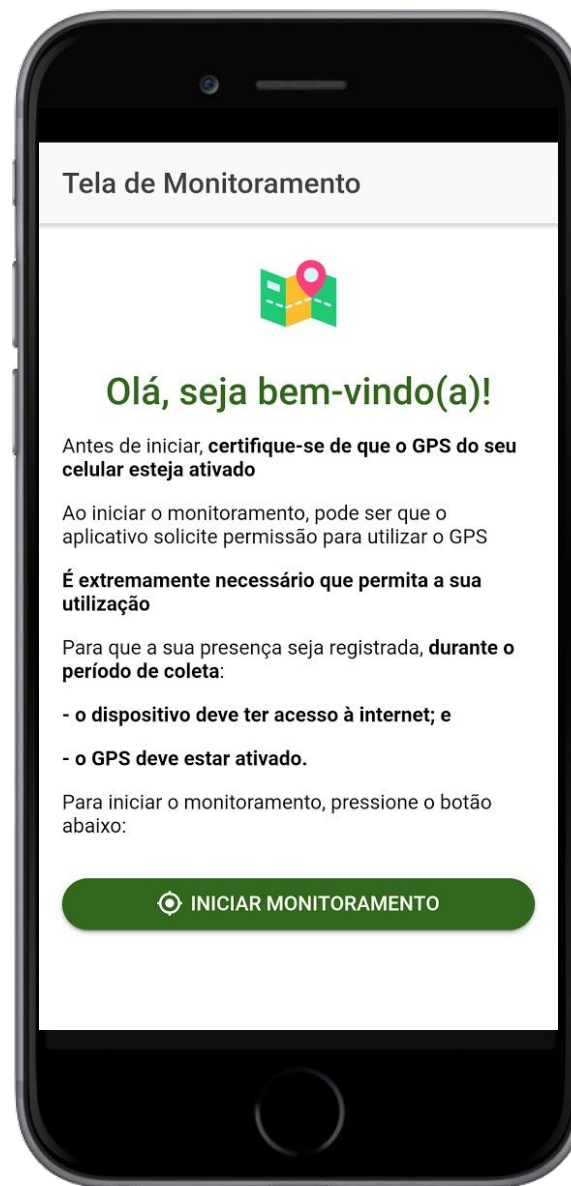 Tela de Monitoramento
Olá, seja bem-vindo(a)!
Antes de iniciar, certifique-se de que o GPS do seu
celular esteja ativado
Ao iniciar o monitoramento, pode ser que o
aplicativo solicite permissão para utilizar o GPS
É extremamente necessário que permita a sua
utilização
Para que a sua presença seja registrada, durante o
período de coleta:
- o dispositivo deve ter acesso à internet; e
- o GPS deve estar ativado.
Para iniciar o monitoramento, pressione o botão
abaixo:
INICIAR MONITORAMENTO